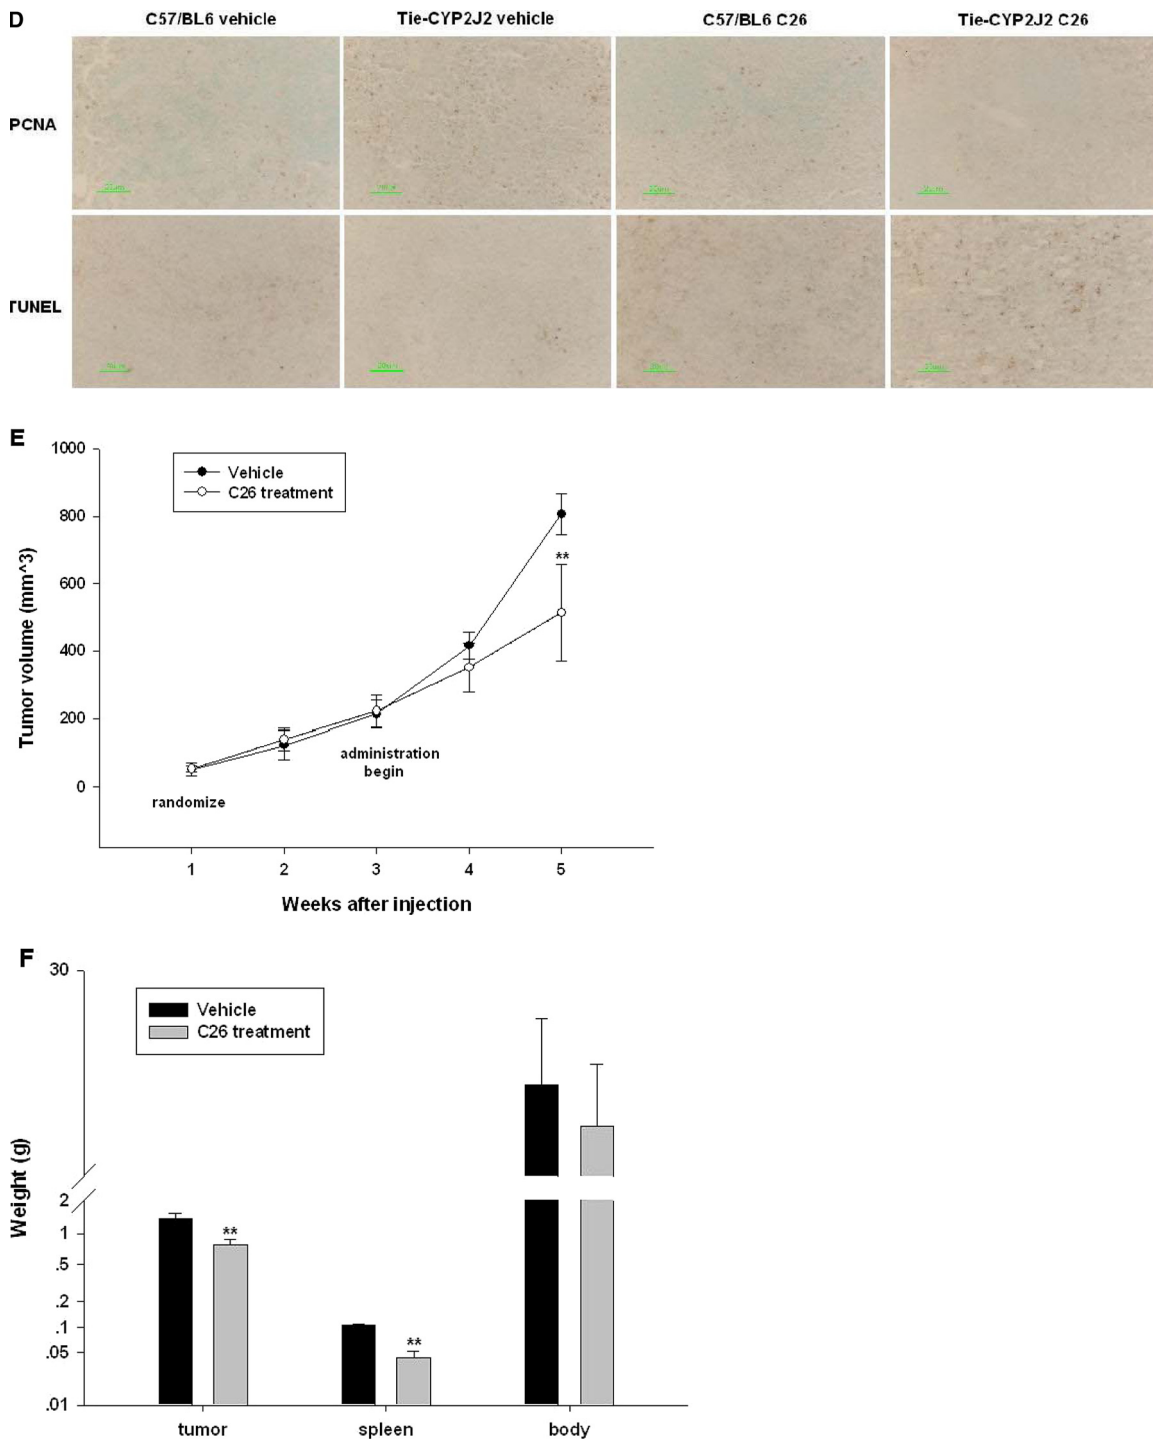 D
C57/BL6 vehicle
Tie-CYP2J2 vehicle
C57/BL6 C26
Tie-CYP2J2 C26
PCNA
TUNEL
E
1000
800
600
400
200
0
Tumor volume (mm^3)
Vehicle
C26 treatment
**
administration
begin
randomize
1 2 3 4 5
Weeks after injection
F
30
2
1
.5
.2
.1
.05
.01
Weight (g)
Vehicle
C26 treatment
**
**
tumor spleen body